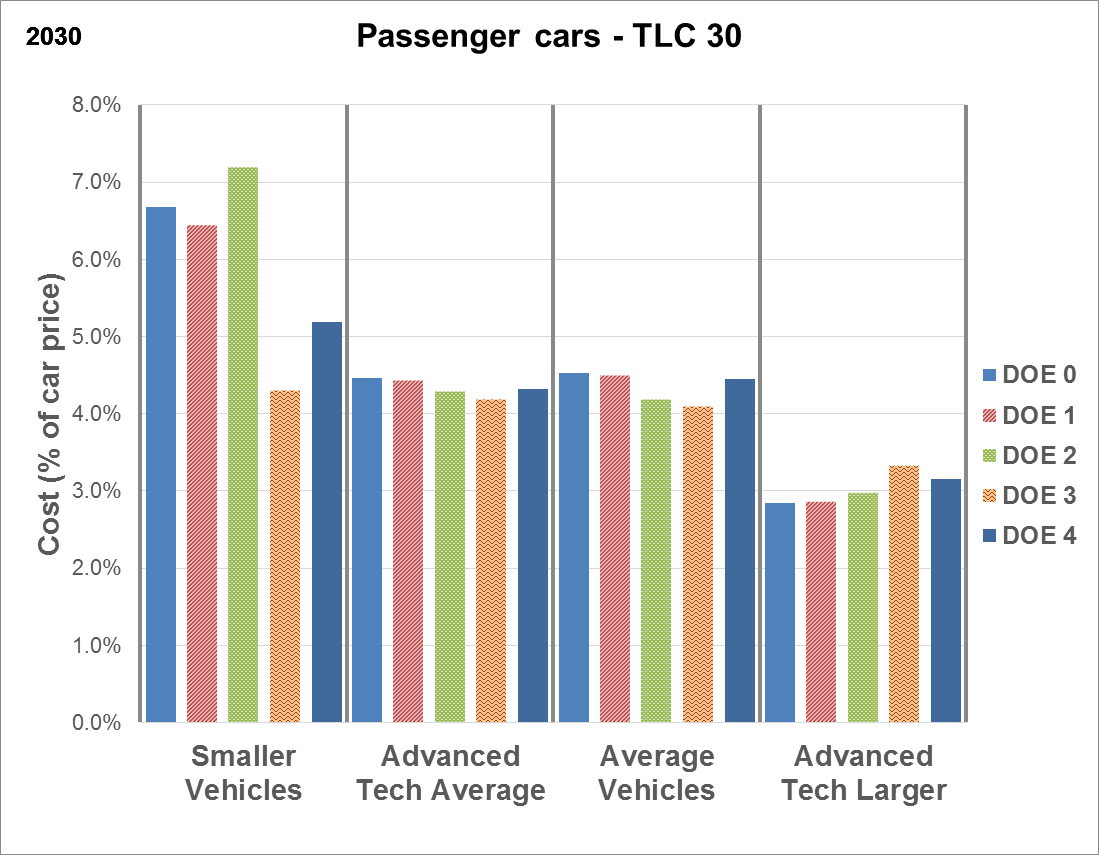 2030
Passenger cars - TLC 30
8.0%
7.0%
6.0%
5.0%
4.0%
3.0%
2.0%
1.0%
0.0%
Cost (% of car price)
Smaller
Vehicles
Advanced
Tech Average
Average
Vehicles
Advanced
Tech Larger
DOE 0
DOE 1
DOE 2
DOE 3
DOE 4